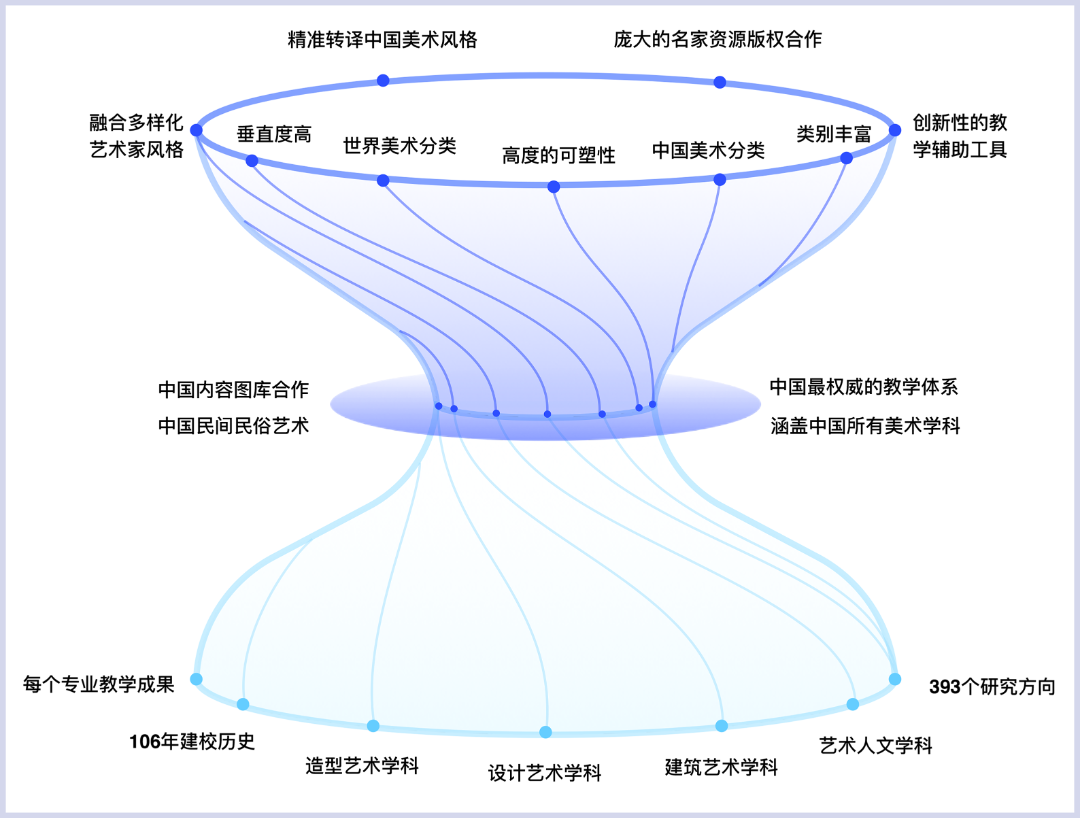 精准转译中国美术风格
庞大的名家资源版权合作
融合多样化
艺术家风格
垂直度高
世界美术分类
高度的可塑性
中国美术分类
类别丰富
创新性的教
学辅助工具
中国内容图库合作
中国民间民俗艺术
中国最权威的教学体系
涵盖中国所有美术学科
每个专业教学成果
106年建校历史
造型艺术学科
设计艺术学科
建筑艺术学科
艺术人文学科
393个研究方向